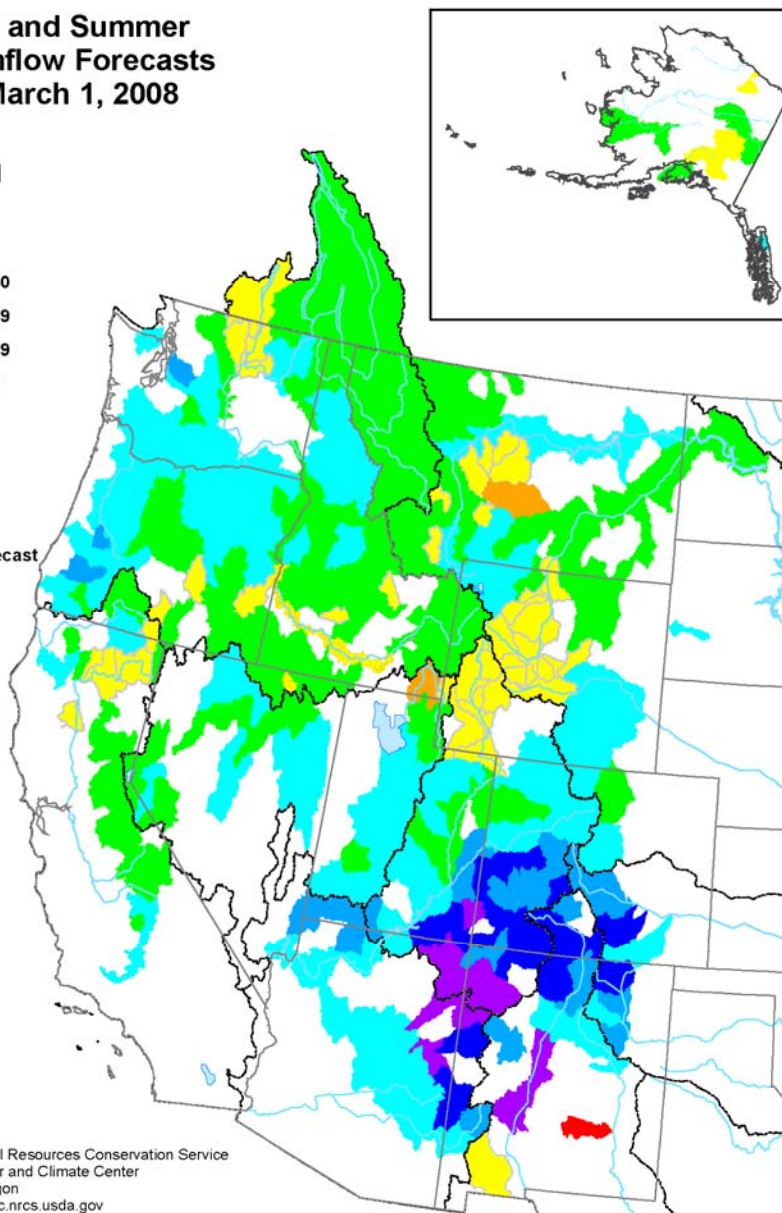 and Summer
nflow Forecasts
March 1, 2008
0
9
9
ecast
l Resources Conservation Service
r and Climate Center
gon
c.nrcs.usda.gov